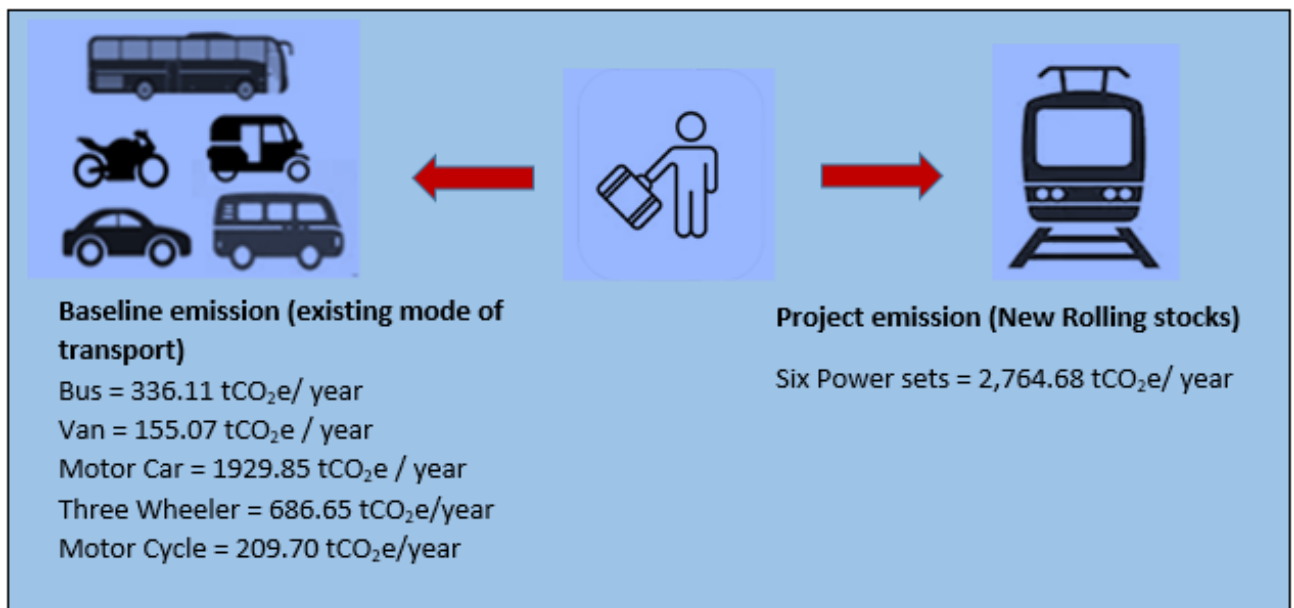 Baseline emission (existing mode of
transport)
Bus = 336.11 tCO₂e/ year
Van = 155.07 tCO₂e / year
Motor Car = 1929.85 tCO₂e / year
Three Wheeler = 686.65 tCO₂e/year
Motor Cycle = 209.70 tCO₂e/year
Project emission (New Rolling stocks)
Six Power sets = 2,764.68 tCO₂e/ year